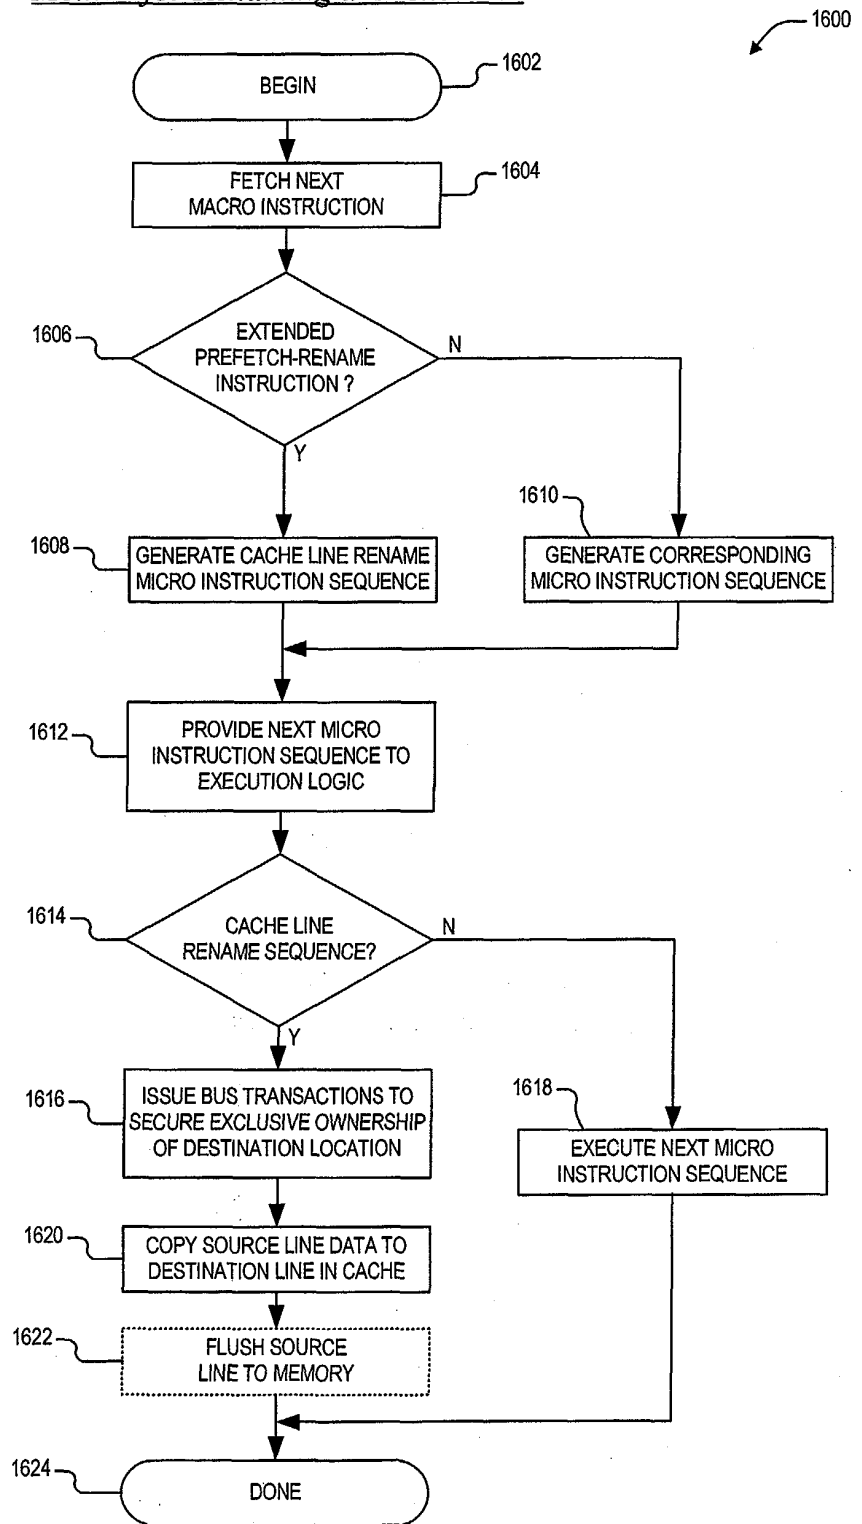 1600
BEGIN
1602
FETCH NEXT
MACRO INSTRUCTION
1604
1606
EXTENDED
PREFETCH-RENAME
INSTRUCTION ?
N
Y
1608
GENERATE CACHE LINE RENAME
MICRO INSTRUCTION SEQUENCE
1610
GENERATE CORRESPONDING
MICRO INSTRUCTION SEQUENCE
1612
PROVIDE NEXT MICRO
INSTRUCTION SEQUENCE TO
EXECUTION LOGIC
1614
CACHE LINE
RENAME SEQUENCE?
N
Y
1616
ISSUE BUS TRANSACTIONS TO
SECURE EXCLUSIVE OWNERSHIP
OF DESTINATION LOCATION
1618
EXECUTE NEXT MICRO
INSTRUCTION SEQUENCE
1620
COPY SOURCE LINE DATA TO
DESTINATION LINE IN CACHE
1622
FLUSH SOURCE
LINE TO MEMORY
1624
DONE